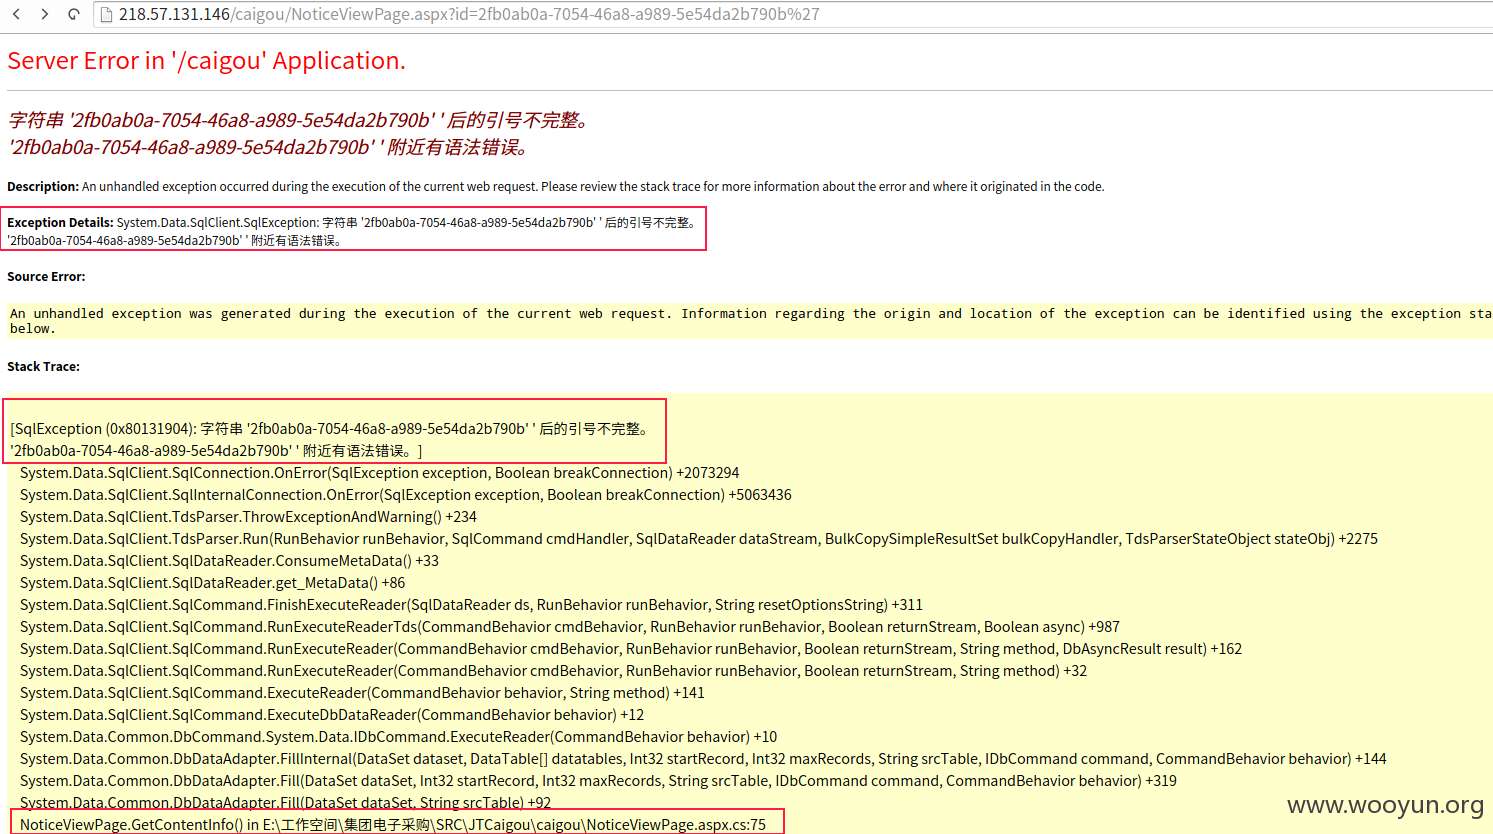 218.57.131.146/caigou/NoticeViewPage.aspx?id=2fb0ab0a-7054-46a8-a989-5e54da2b790b%27
Server Error in '/caigou' Application.
字符串 '2fb0ab0a-7054-46a8-a989-5e54da2b790b' ' 后的引号不完整。
'2fb0ab0a-7054-46a8-a989-5e54da2b790b' ' 附近有语法错误。
Description: An unhandled exception occurred during the execution of the current web request. Please review the stack trace for more information about the error and where it originated in the code.
Exception Details: System.Data.SqlClient.SqlException: 字符串 '2fb0ab0a-7054-46a8-a989-5e54da2b790b' ' 后的引号不完整。
'2fb0ab0a-7054-46a8-a989-5e54da2b790b' ' 附近有语法错误。
Source Error:
An unhandled exception was generated during the execution of the current web request. Information regarding the origin and location of the exception can be identified using the exception sta
below.
Stack Trace:
[SqlException (0x80131904): 字符串 '2fb0ab0a-7054-46a8-a989-5e54da2b790b' ' 后的引号不完整。
'2fb0ab0a-7054-46a8-a989-5e54da2b790b' ' 附近有语法错误。]
System.Data.SqlClient.SqlConnection.OnError(SqlException exception, Boolean breakConnection) +2073294
System.Data.SqlClient.SqlInternalConnection.OnError(SqlException exception, Boolean breakConnection) +5063436
System.Data.SqlClient.TdsParser.ThrowExceptionAndWarning() +234
System.Data.SqlClient.TdsParser.Run(RunBehavior runBehavior, SqlCommand cmdHandler, SqlDataReader dataStream, BulkCopySimpleResultSet bulkCopyHandler, TdsParserStateObject stateObj) +2275
System.Data.SqlClient.SqlDataReader.ConsumeMetaData() +33
System.Data.SqlClient.SqlDataReader.get_MetaData() +86
System.Data.SqlClient.SqlCommand.FinishExecuteReader(SqlDataReader ds, RunBehavior runBehavior, String resetOptionsString) +311
System.Data.SqlClient.SqlCommand.RunExecuteReaderTds(CommandBehavior cmdBehavior, RunBehavior runBehavior, Boolean returnStream, Boolean async) +987
System.Data.SqlClient.SqlCommand.RunExecuteReader(CommandBehavior cmdBehavior, RunBehavior runBehavior, Boolean returnStream, String method, DbAsyncResult result) +162
System.Data.SqlClient.SqlCommand.RunExecuteReader(CommandBehavior cmdBehavior, RunBehavior runBehavior, Boolean returnStream, String method) +32
System.Data.SqlClient.SqlCommand.ExecuteReader(CommandBehavior behavior, String method) +141
System.Data.SqlClient.SqlCommand.ExecuteDbDataReader(CommandBehavior behavior) +12
System.Data.Common.DbCommand.System.Data.IDbCommand.ExecuteReader(CommandBehavior behavior) +10
System.Data.Common.DbDataAdapter.FillInternal(DataSet dataset, DataTable[] datatables, Int32 startRecord, Int32 maxRecords, String srcTable, IDbCommand command, CommandBehavior behavior) +144
System.Data.Common.DbDataAdapter.Fill(DataSet dataSet, Int32 startRecord, Int32 maxRecords, String srcTable, IDbCommand command, CommandBehavior behavior) +319
System.Data.Common.DbDataAdapter.Fill(DataSet dataSet, String srcTable) +92
NoticeViewPage.GetContentInfo() in E:\工作空间\集团电子采购\SRC\JTCaigou\caigou\NoticeViewPage.aspx.cs:75
www.wooyun.org